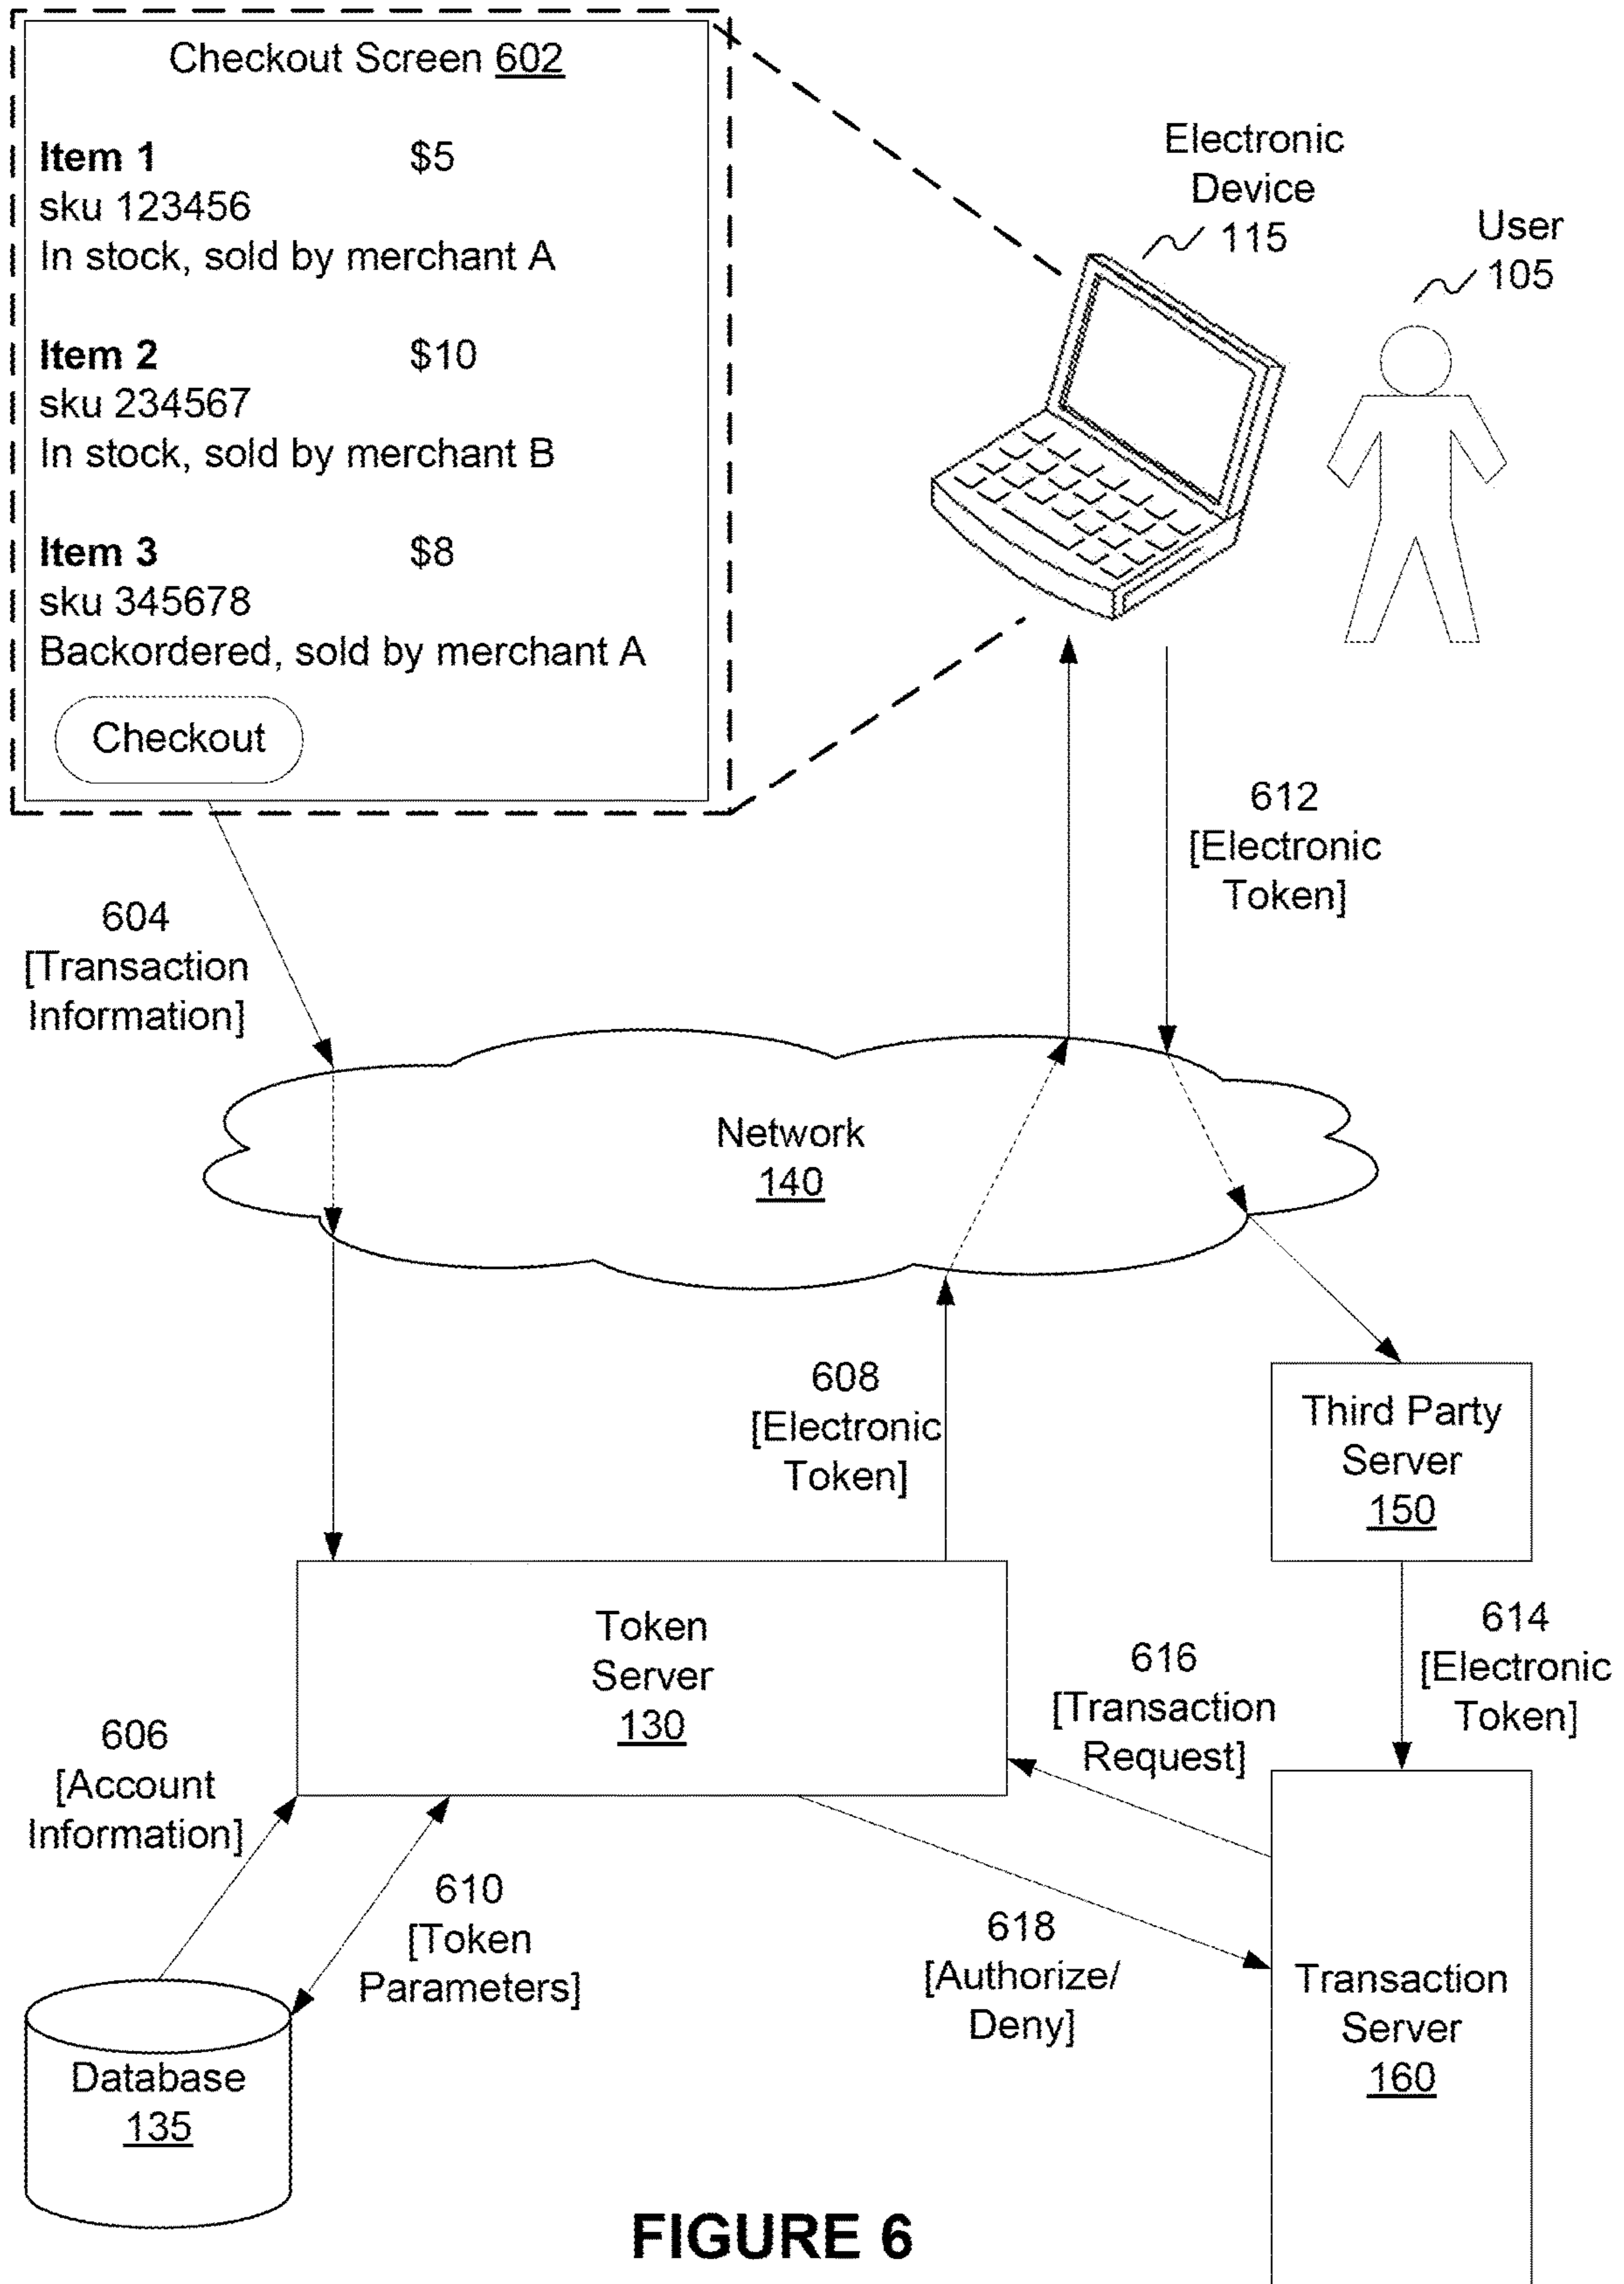 Checkout Screen 602
Item 1 $5
sku 123456
In stock, sold by merchant A
Item 2 $10
sku 234567
In stock, sold by merchant B
Item 3 $8
sku 345678
Backordered, sold by merchant A
Checkout
Electronic
Device
115
User
105
612
[Electronic
Token]
604
[Transaction
Information]
Network
140
608
[Electronic
Token]
Third Party
Server
150
Token
Server
130
614
[Electronic
Token]
616
[Transaction
Request]
606
[Account
Information]
610
[Token
Parameters]
618
[Authorize/
Deny]
Transaction
Server
160
Database
135
FIGURE 6